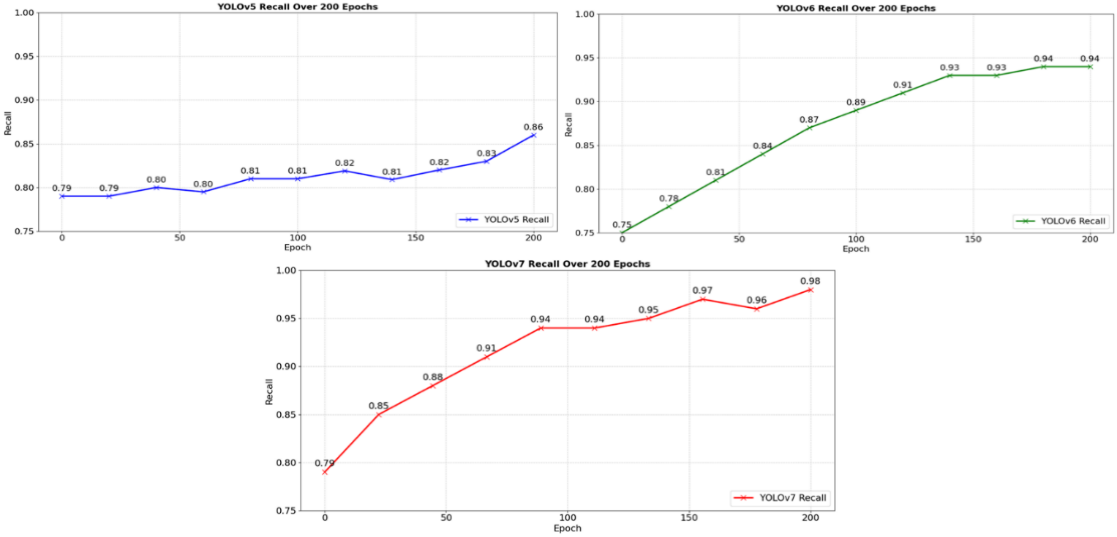 YOLOv5 Recall Over 200 Epochs
1.00
0.95
0.90
0.85
0.80
0.75
Recall
0.79 0.79 0.80 0.80 0.81 0.81 0.82 0.81 0.82 0.83 0.86
YOLOv5 Recall
0 50 100 150 200
Epoch
YOLOv6 Recall Over 200 Epochs
1.00
0.95
0.90
0.85
0.80
0.75
Recall
0.75 0.78 0.81 0.84 0.87 0.89 0.91 0.93 0.93 0.94 0.94
YOLOv6 Recall
0 50 100 150 200
Epoch
YOLOv7 Recall Over 200 Epochs
1.00
0.95
0.90
0.85
0.80
0.75
Recall
0.79 0.85 0.88 0.91 0.94 0.94 0.95 0.97 0.96 0.98
YOLOv7 Recall
0 50 100 150 200
Epoch